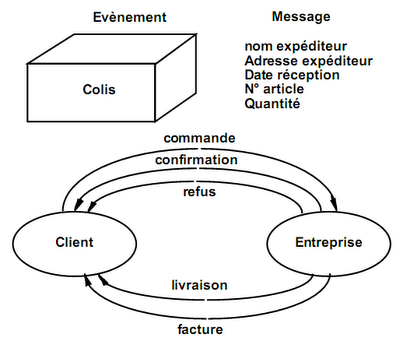 Evènement
Message
Colis
nom expéditeur
Adresse expéditeur
Date réception
N° article
Quantité
commande
confirmation
refus
Client
Entreprise
livraison
facture